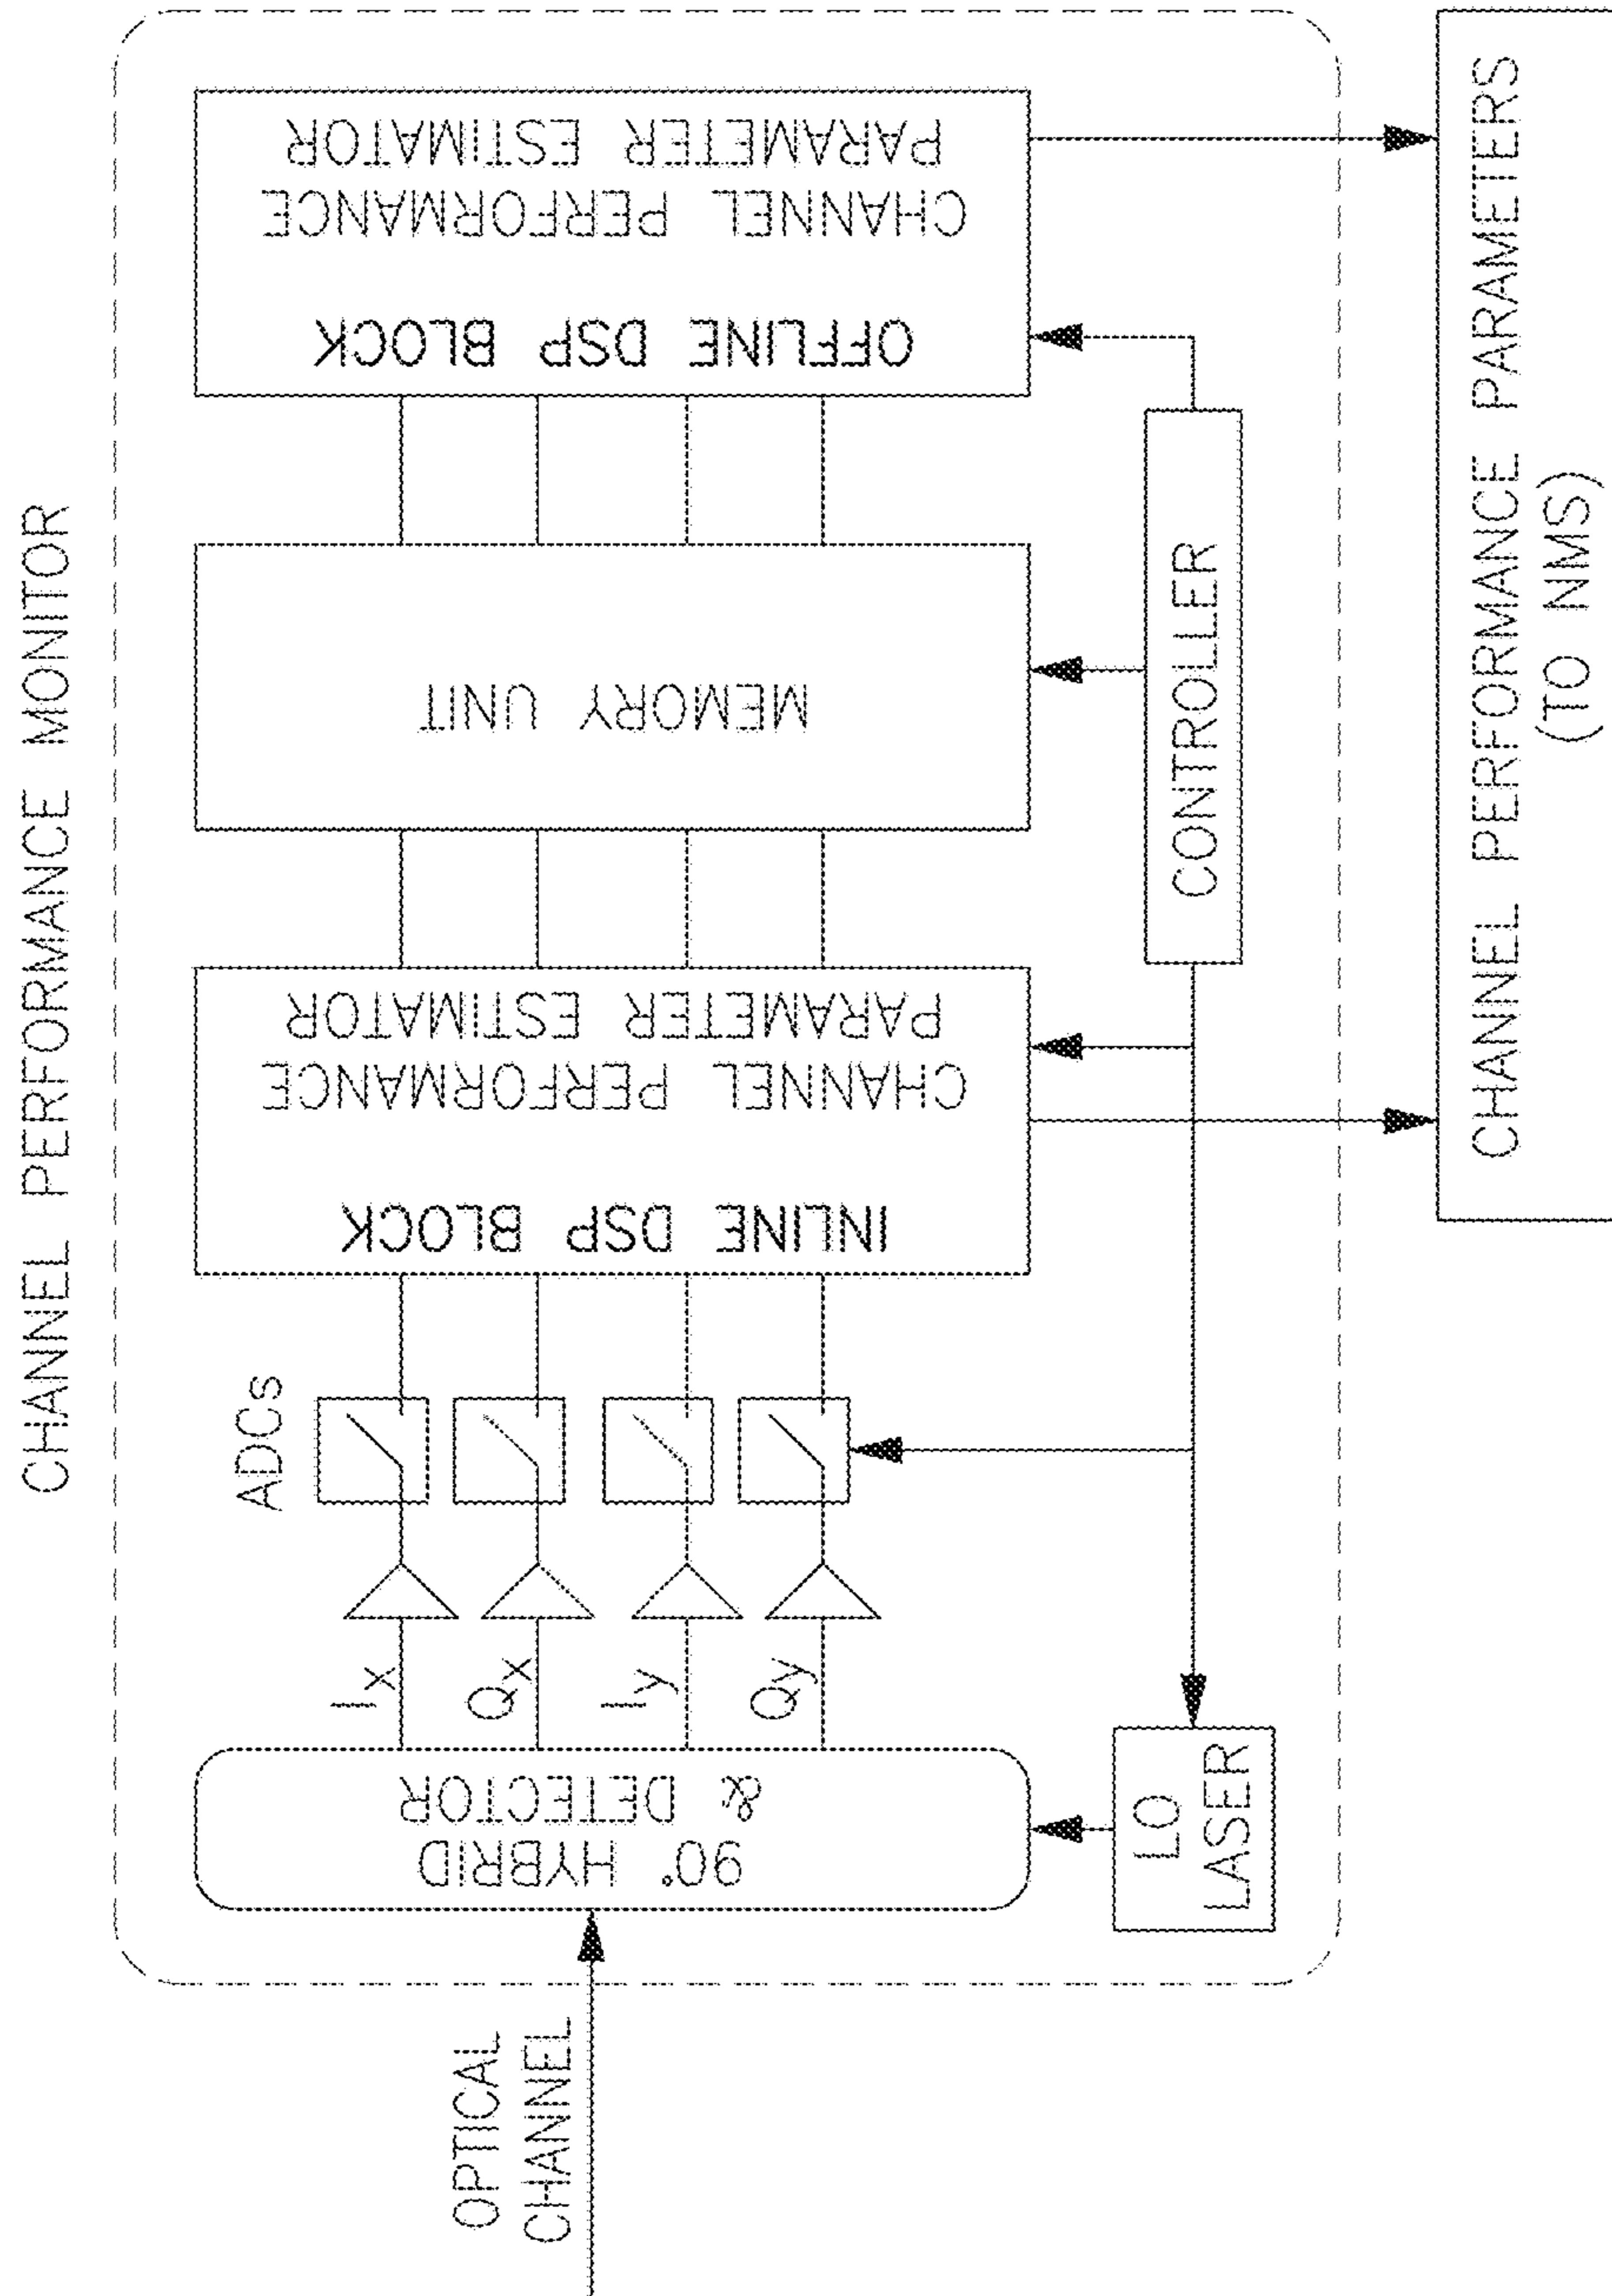 CHANNEL PERFORMANCE MONITOR
OPTICAL
CHANNEL
90° HYBRID
& DETECTOR
LO
LASER
Ix
Qx
Iy
Qy
ADCs
INLINE DSP BLOCK
CHANNEL PERFORMANCE
PARAMETER ESTIMATOR
MEMORY UNIT
OFFLINE DSP BLOCK
CHANNEL PERFORMANCE
PARAMETER ESTIMATOR
CONTROLLER
CHANNEL PERFORMANCE PARAMETERS
(TO NMS)